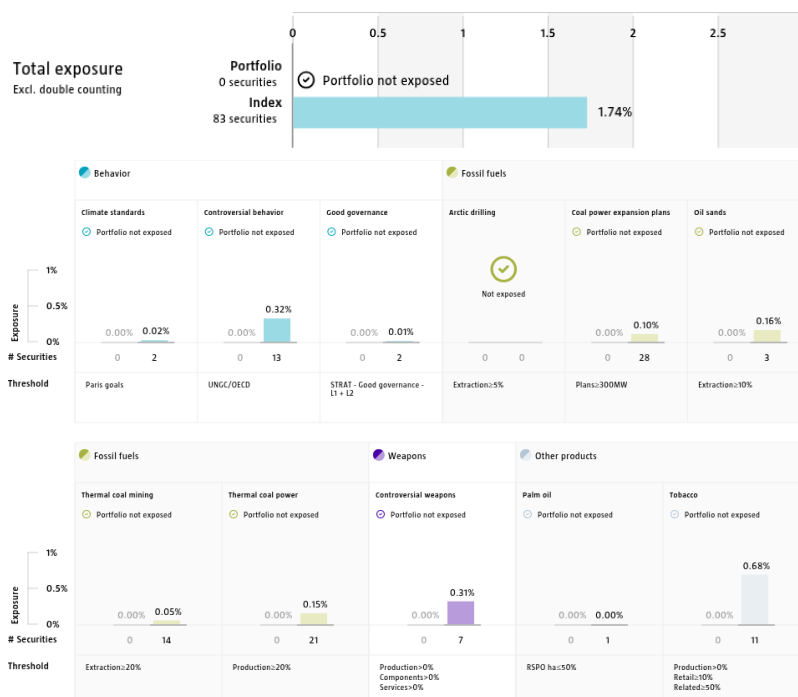 0 0.5 1 1.5 2 2.5
Total exposure
Excl. double counting
Portfolio
0 securities
Portfolio not exposed
Index
83 securities
1.74%
Behavior Fossil fuels
Climate standards Controversial behavior Good governance Arctic drilling Coal power expansion plans Oil sands
Portfolio not exposed Portfolio not exposed Portfolio not exposed Portfolio not exposed Portfolio not exposed
Not exposed
Exposure
1%
0.5%
0%
0.00% 0.02% 0.00% 0.32% 0.00% 0.01% 0.00% 0.10% 0.00% 0.16%
# Securities 0 2 0 13 0 2 0 0 0 28 0 3
Threshold Paris goals UNGC/OECD STRAT - Good governance - Extraction≥5% Plans≥300MW Extraction≥10%
L1 + L2
Fossil fuels Weapons Other products
Thermal coal mining Thermal coal power Controversial weapons Palm oil Tobacco
Portfolio not exposed Portfolio not exposed Portfolio not exposed Portfolio not exposed Portfolio not exposed
Exposure
1%
0.5%
0%
0.00% 0.05% 0.00% 0.15% 0.00% 0.31% 0.00% 0.00% 0.00% 0.68%
# Securities 0 14 0 21 0 7 0 1 0 11
Threshold Extraction≥20% Production≥20% Production>0% RSPO ha≤50% Production>0%
Components>0% Retail≥10%
Services>0% Related≥50%